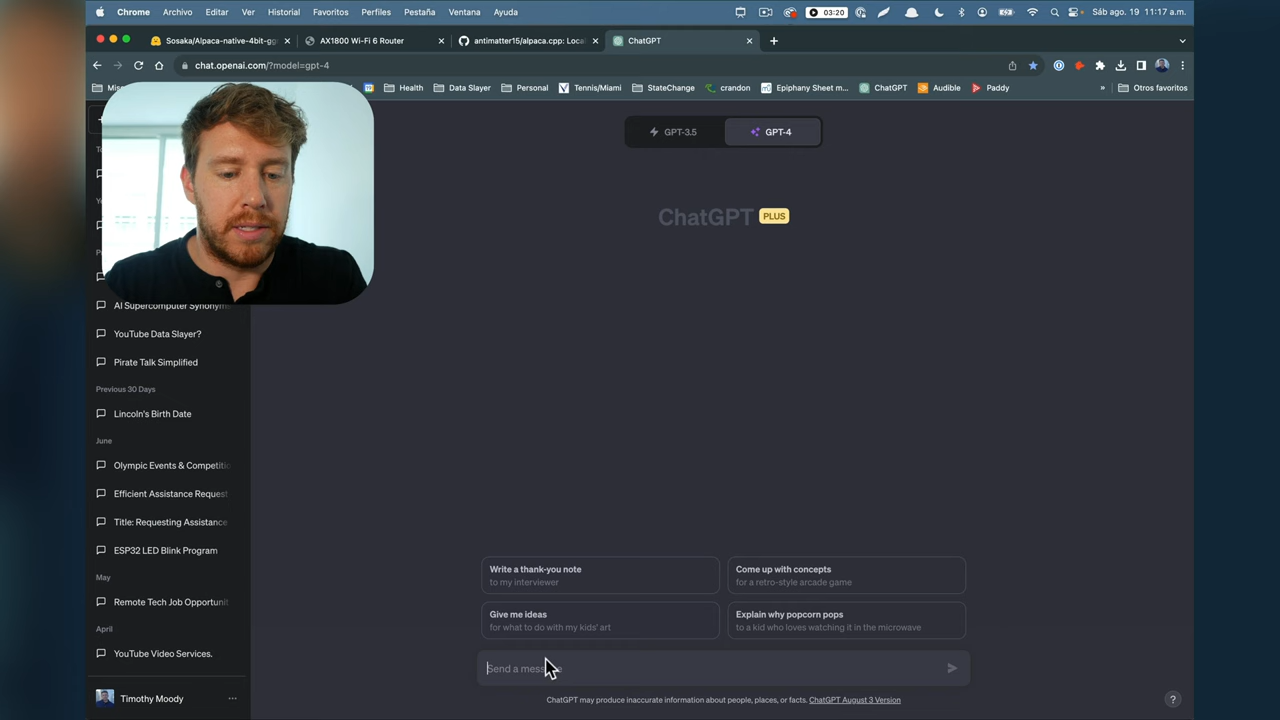 Chrome Archivo Editar Ver Historial Favoritos Perfiles Pestaña Ventana Ayuda 03:20 Sáb ago. 19 11:17 a.m.
Sosaka/Alpaca-native-4bit-gg AX1800 Wi-Fi 6 Router antimatter15/alpaca.cpp: Loca ChatGPT
chat.openai.com/?model=gpt-4
Health Data Slayer Personal Tennis/Miami StateChange crandon Epiphany Sheet m... ChatGPT Audible Paddy » Otros favoritos
GPT-3.5 GPT-4
ChatGPT PLUS
AI Supercomputer Synonym
YouTube Data Slayer?
Pirate Talk Simplified
Previous 30 Days
Lincoln's Birth Date
June
Olympic Events & Competitic
Efficient Assistance Request
Title: Requesting Assistance
ESP32 LED Blink Program
May
Remote Tech Job Opportunit
April
YouTube Video Services.
Timothy Moody
Write a thank-you note
to my interviewer
Come up with concepts
for a retro-style arcade game
Give me ideas
for what to do with my kids' art
Explain why popcorn pops
to a kid who loves watching it in the microwave
Send a message
ChatGPT may produce inaccurate information about people, places, or facts. ChatGPT August 3 Version
?